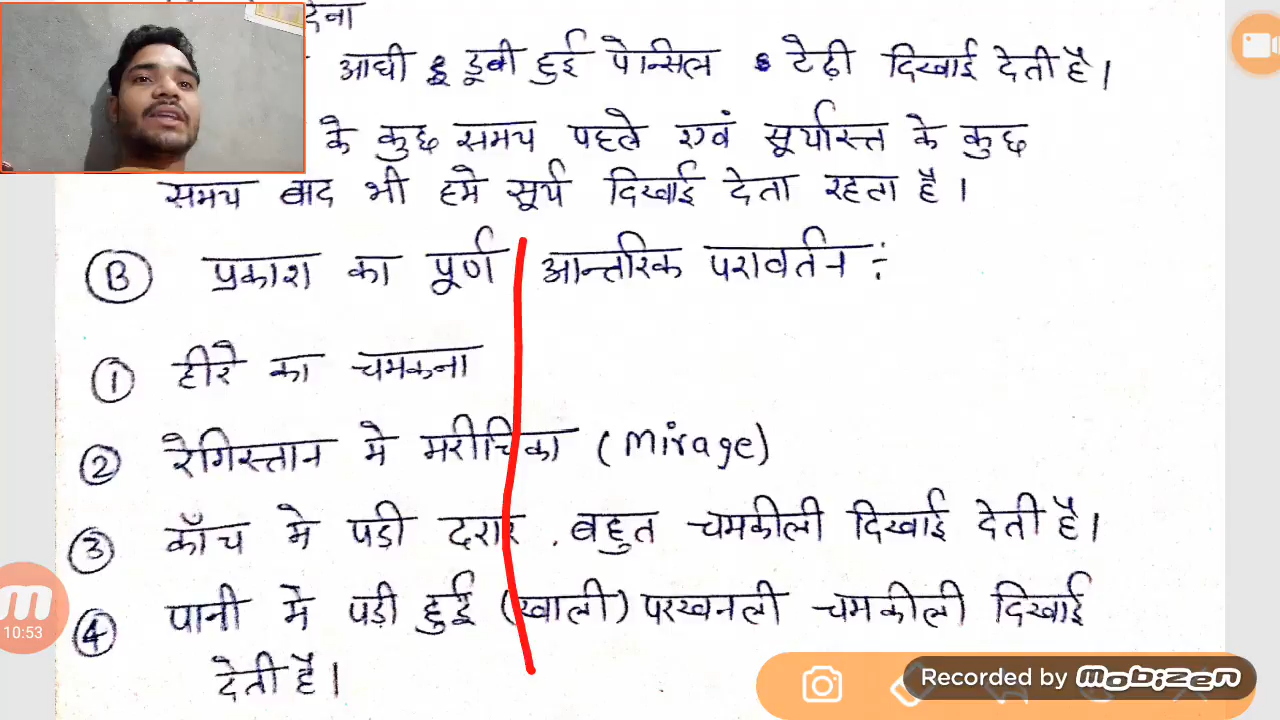 देना
आधी डूबी हुई पेन्सिल टेढ़ी दिखाई देती है।
के कुछ समय पहले एवं सूर्यास्त के कुछ
समय बाद भी हमे सूर्य दिखाई देता रहता है।
(B) प्रकाश का पूर्ण आन्तरिक परावर्तन :
(1) हीरे का चमकना
(2) रेगिस्तान मे मरीचिका (Mirage)
(3) काँच मे पड़ी दरार . बहुत चमकीली दिखाई देती है।
(4) पानी मे पड़ी हुई (खाली) परखनली चमकीली दिखाई
देती है।
10:53
Recorded by mobizen